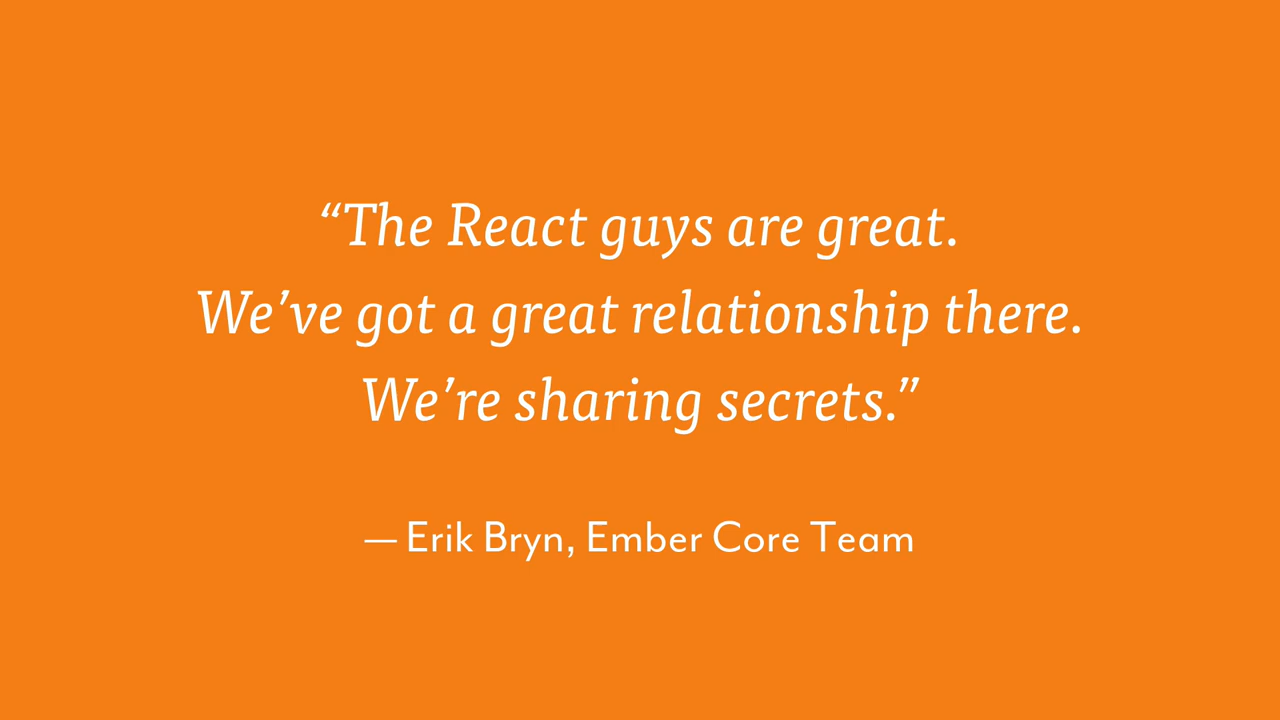 “The React guys are great.
We’ve got a great relationship there.
We’re sharing secrets.”
— Erik Bryn, Ember Core Team